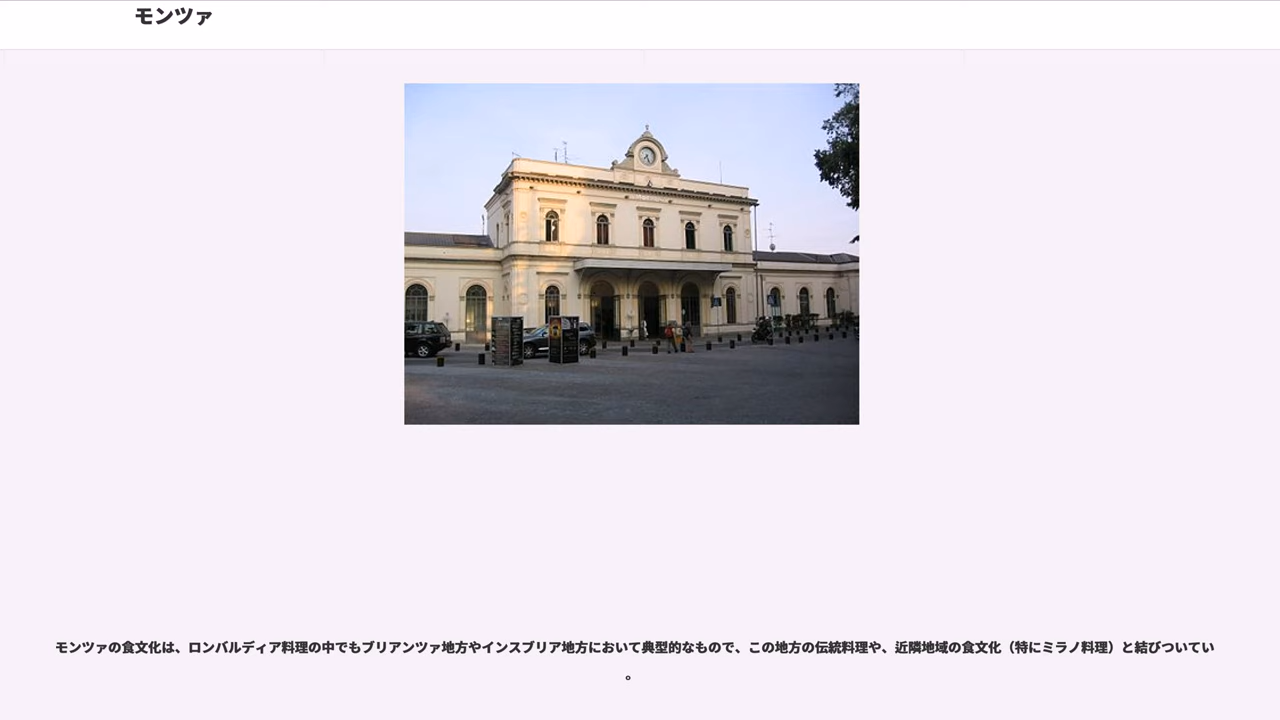 モンツァ
モンツァの食文化は、ロンバルディア料理の中でもブリアンツァ地方やインスブリア地方において典型的なもので、この地方の伝統料理や、近隣地域の食文化（特にミラノ料理）と結びついてい
。